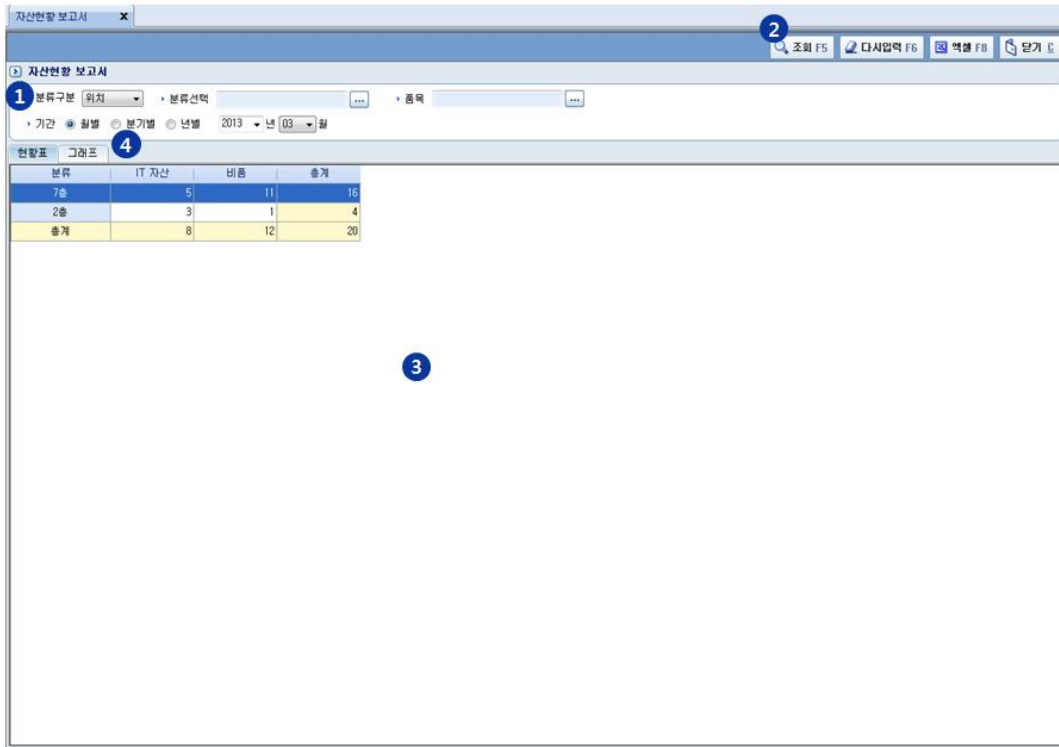 자산현황 보고서 x
2
조회 F5 다시입력 F6 엑셀 F8 닫기 C
자산현황 보고서
1 분류구분 위치 분류선택 ... 품목 ...
기간 월별 분기별 년별 2013 년 03 월
현황표 그래프 4
분류 IT 자산 비품 총계
7층 5 11 16
2층 3 1 4
총계 8 12 20
3